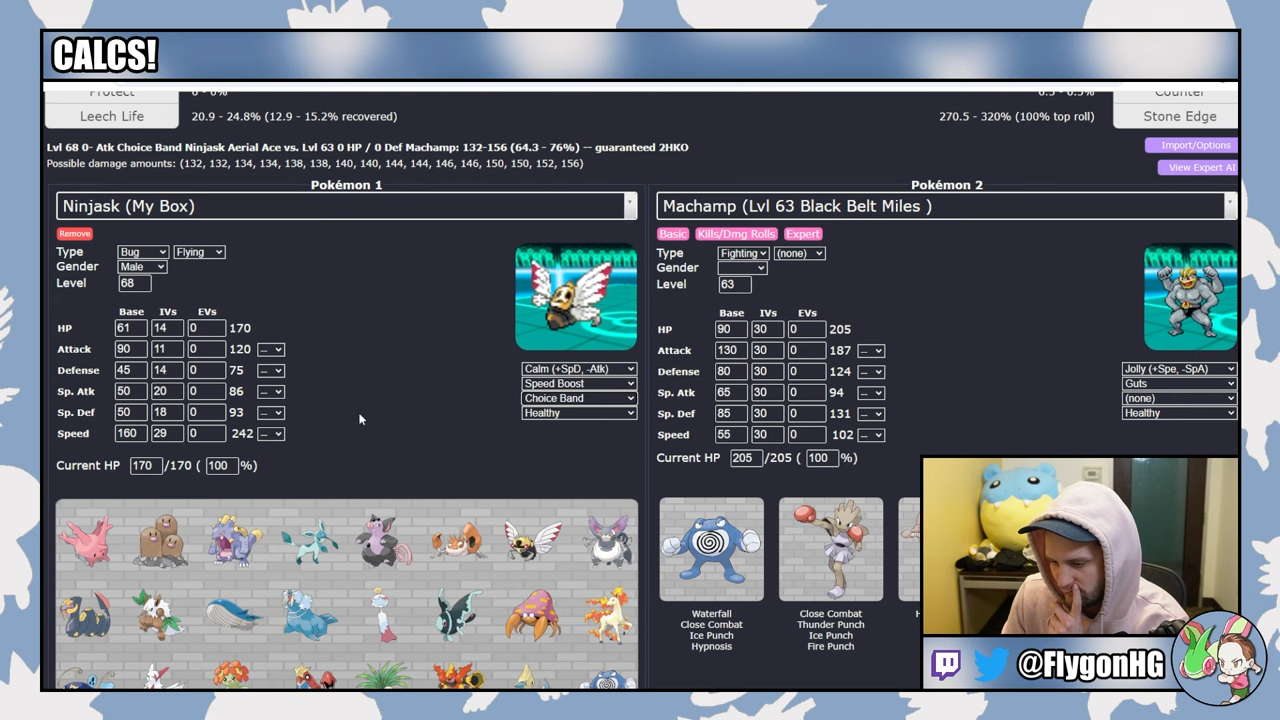 CALCS!
Protect
0 - 0%
Leech Life
20.9 - 24.8% (12.9 - 15.2% recovered)
Counter
270.5 - 320% (100% top roll)
Stone Edge
Lvl 68 0- Atk Choice Band Ninjask Aerial Ace vs. Lvl 63 0 HP / 0 Def Machamp: 132-156 (64.3 - 76%) -- guaranteed 2HKO
Possible damage amounts: (132, 132, 134, 134, 138, 138, 140, 140, 144, 144, 146, 146, 150, 150, 152, 156)
Import/Options
View Expert AI
Pokémon 1
Ninjask (My Box)
Remove
Type Bug Flying
Gender Male
Level 68
Base IVs EVs
HP 61 14 0 170
Attack 90 11 0 120 --
Defense 45 14 0 75 --
Sp. Atk 50 20 0 86 --
Sp. Def 50 18 0 93 --
Speed 160 29 0 242 --
Calm (+SpD, -Atk)
Speed Boost
Choice Band
Healthy
Current HP 170 /170 ( 100 %)
Pokémon 2
Machamp (Lvl 63 Black Belt Miles )
Basic Kills/Dmg Rolls Expert
Type Fighting (none)
Gender
Level 63
Base IVs EVs
HP 90 30 0 205
Attack 130 30 0 187 --
Defense 80 30 0 124 --
Sp. Atk 65 30 0 94 --
Sp. Def 85 30 0 131 --
Speed 55 30 0 102 --
Jolly (+Spe, -SpA)
Guts
(none)
Healthy
Current HP 205 /205 ( 100 %)
Waterfall
Close Combat
Ice Punch
Hypnosis
Close Combat
Thunder Punch
Ice Punch
Fire Punch
@FlygonHG